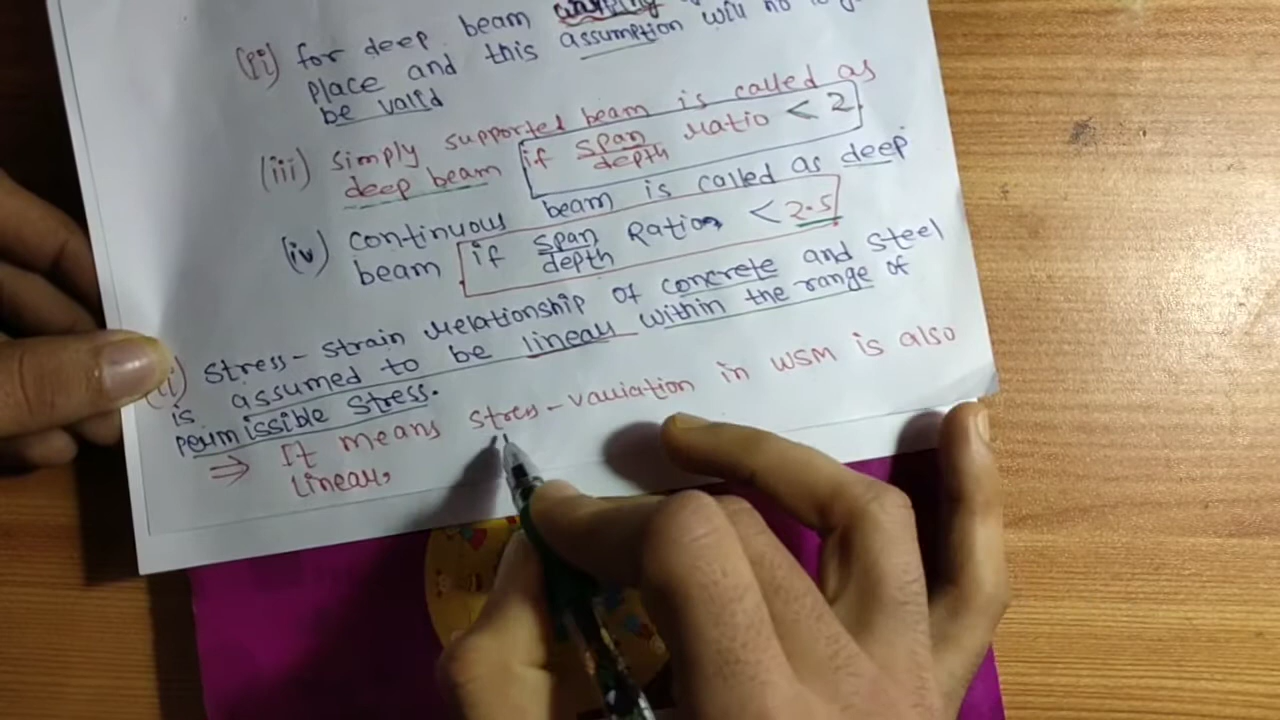 (ii) for deep beam warping
place and this assumption will no
be valid
(iii) simply supported beam is called as
deep beam if span/depth ratio < 2
(iv) continuous beam is called as deep
beam if span/depth Ratio < 2.5
stress-strain relationship of concrete and steel
is assumed to be linear within the range of
permissible stress.
⇒ It means stress-variation in WSM is also
linear,